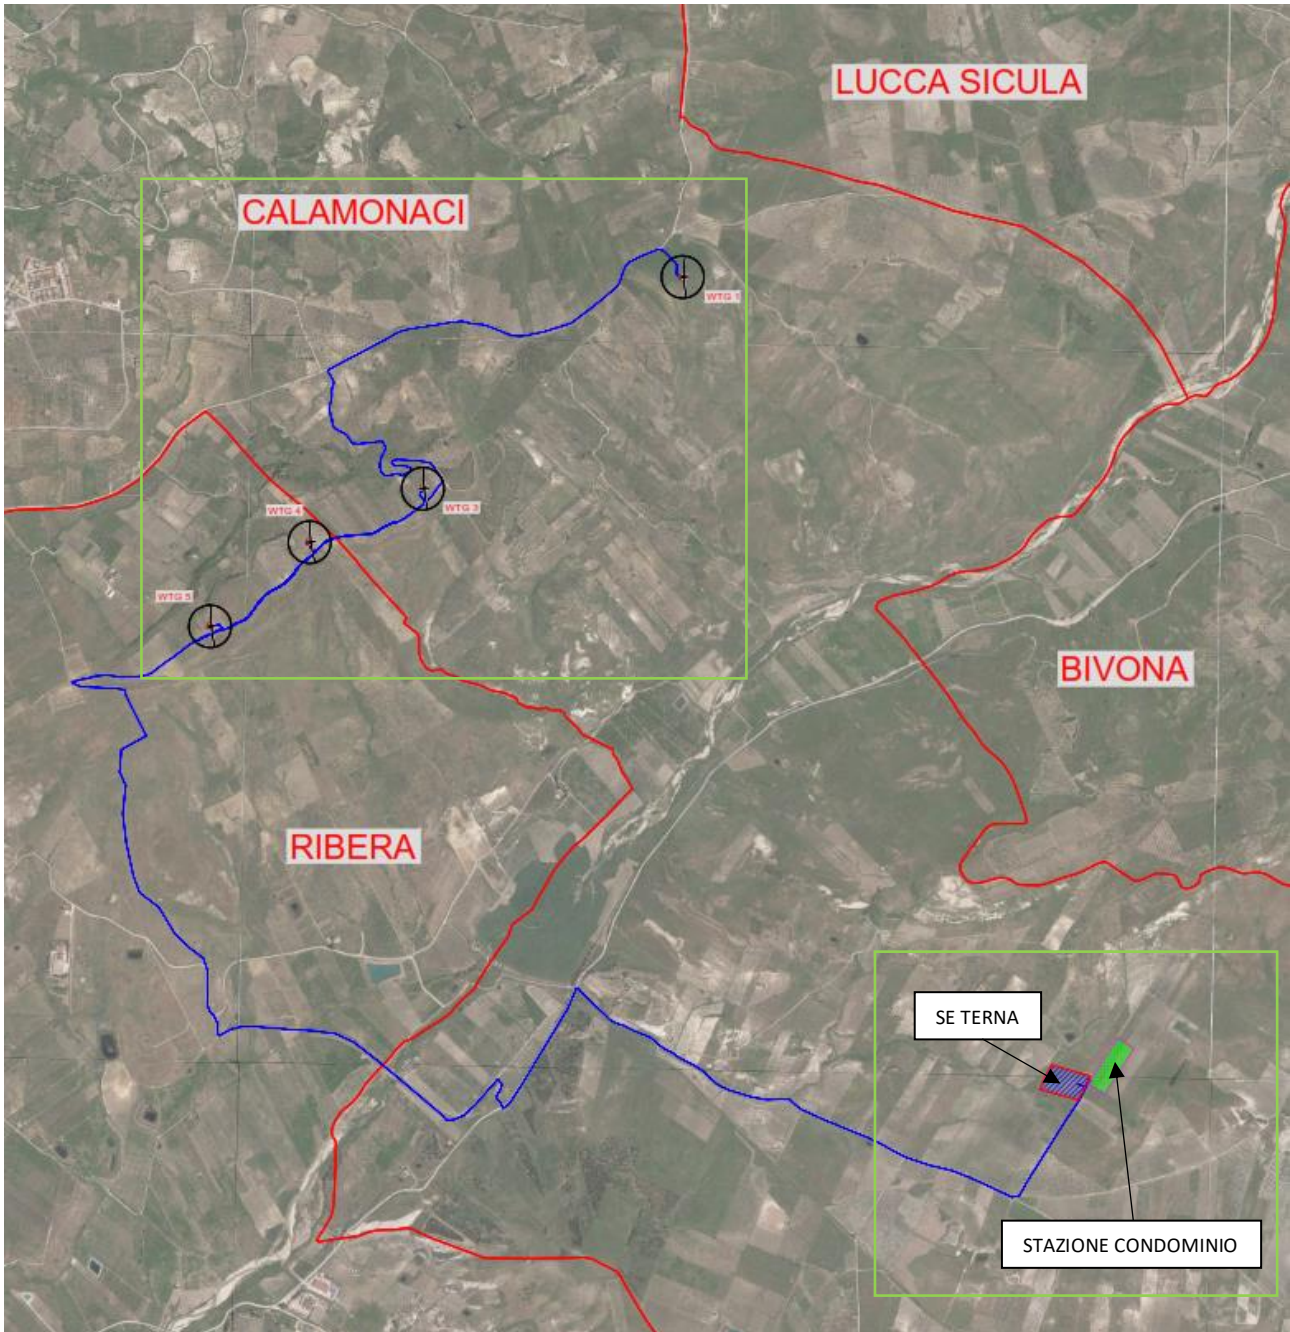 LUCCA SICULA
CALAMONACI
WTG 1
WTG 3
WTG 4
WTG 5
BIVONA
RIBERA
SE TERNA
STAZIONE CONDOMINIO